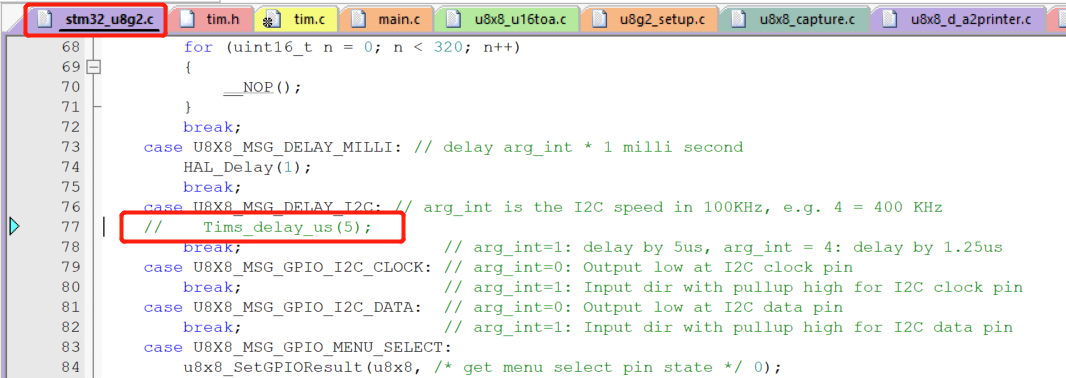 stm32_u8g2.c tim.h tim.c main.c u8x8_u16toa.c u8g2_setup.c u8x8_capture.c u8x8_d_a2printer.c
68 for (uint16_t n = 0; n < 320; n++)
69 {
70 __NOP();
71 }
72 break;
73 case U8X8_MSG_DELAY_MILLI: // delay arg_int * 1 milli second
74 HAL_Delay(1);
75 break;
76 case U8X8_MSG_DELAY_I2C: // arg_int is the I2C speed in 100KHz, e.g. 4 = 400 KHz
77 // Tims_delay_us(5);
78 break; // arg_int=1: delay by 5us, arg_int = 4: delay by 1.25us
79 case U8X8_MSG_GPIO_I2C_CLOCK: // arg_int=0: Output low at I2C clock pin
80 break; // arg_int=1: Input dir with pullup high for I2C clock pin
81 case U8X8_MSG_GPIO_I2C_DATA: // arg_int=0: Output low at I2C data pin
82 break; // arg_int=1: Input dir with pullup high for I2C data pin
83 case U8X8_MSG_GPIO_MENU_SELECT:
84 u8x8_SetGPIOResult(u8x8, /* get menu select pin state */ 0);